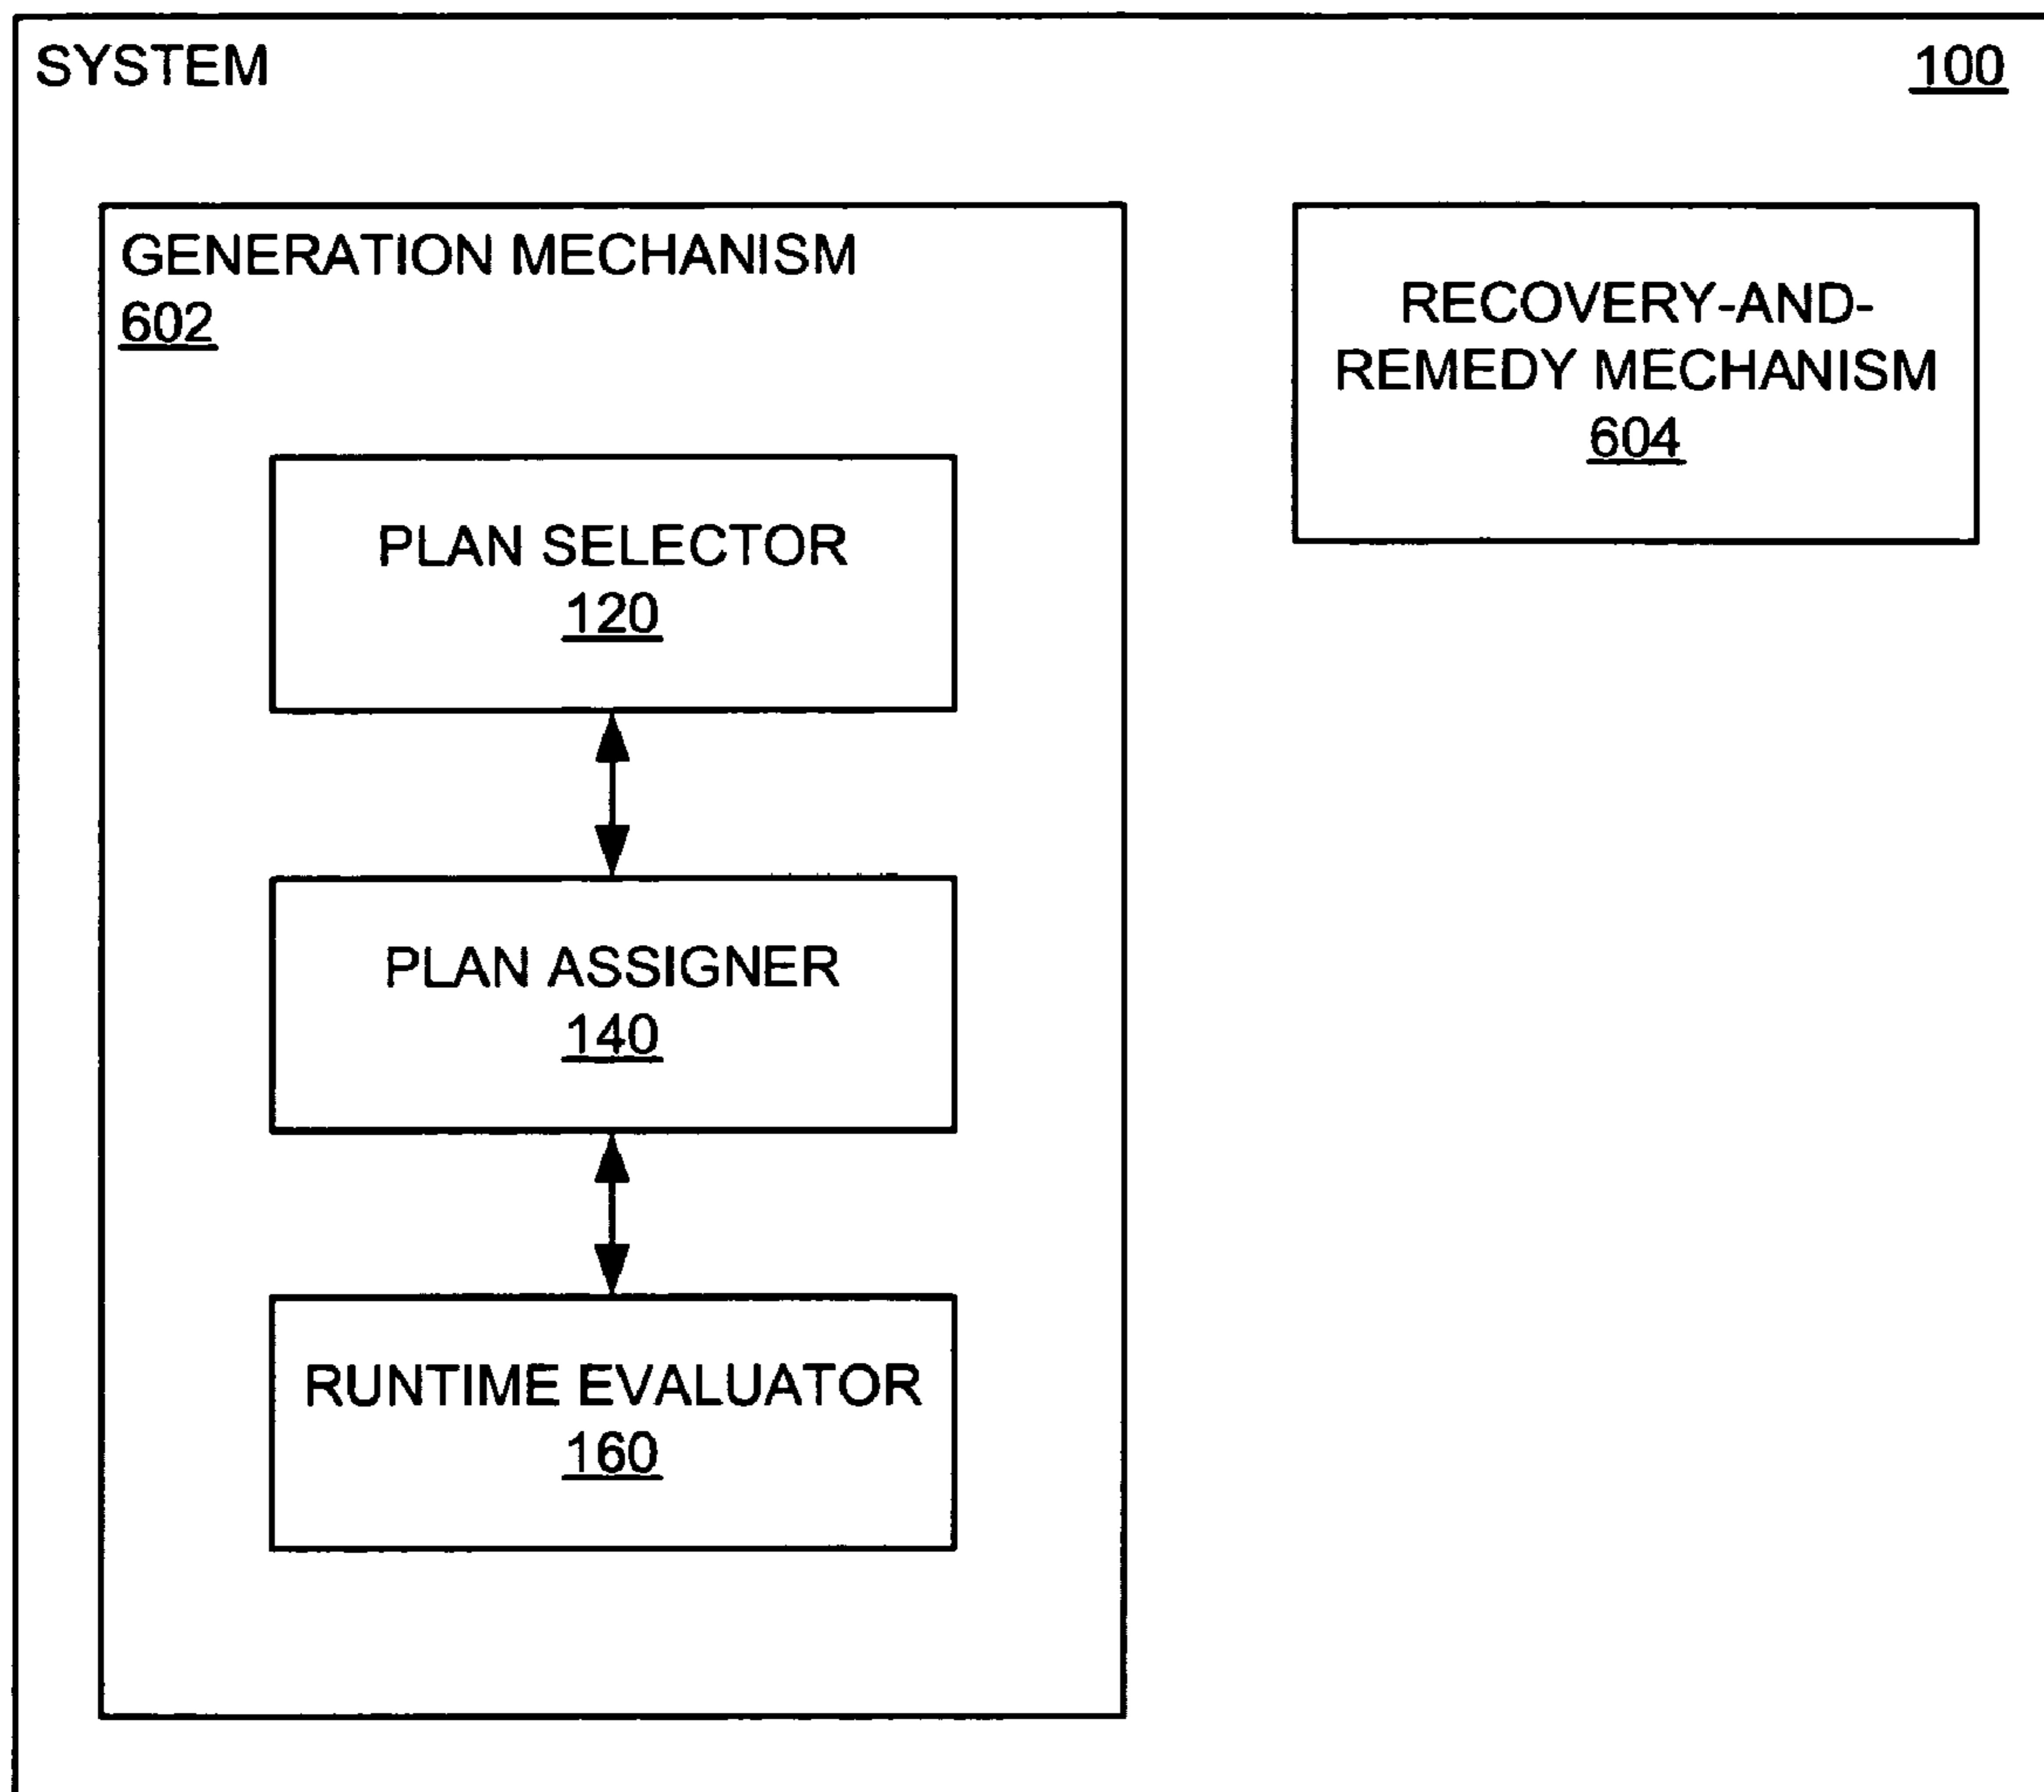 SYSTEM 100
GENERATION MECHANISM
602
RECOVERY-AND-
REMEDY MECHANISM
604
PLAN SELECTOR
120
PLAN ASSIGNER
140
RUNTIME EVALUATOR
160